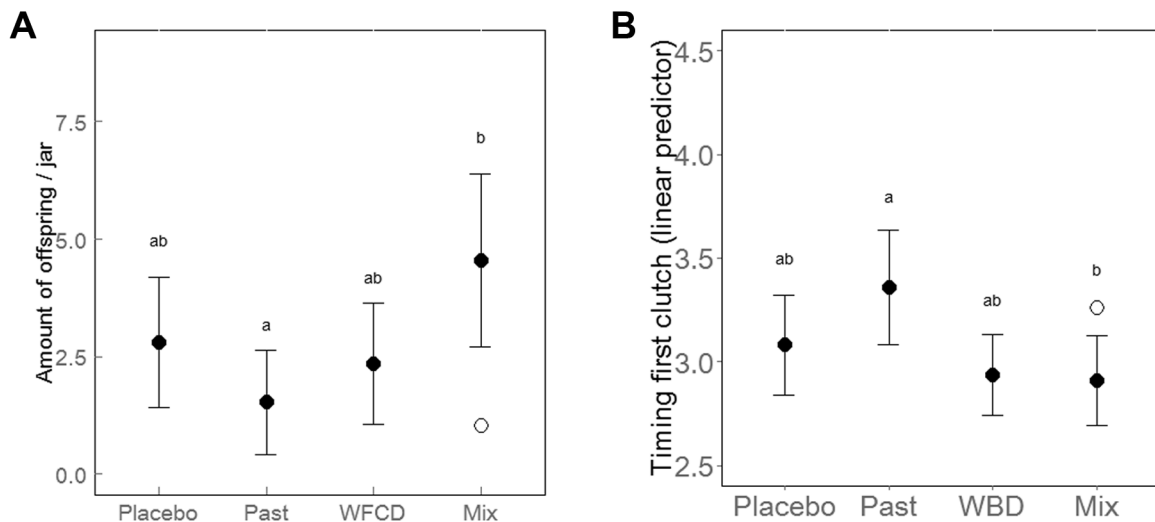 A
Amount of offspring / jar
7.5
5.0
2.5
0.0
ab
a
ab
b
Placebo Past WFCD Mix
B
Timing first clutch (linear predictor)
4.5
4.0
3.5
3.0
2.5
ab
a
ab
b
Placebo Past WBD Mix